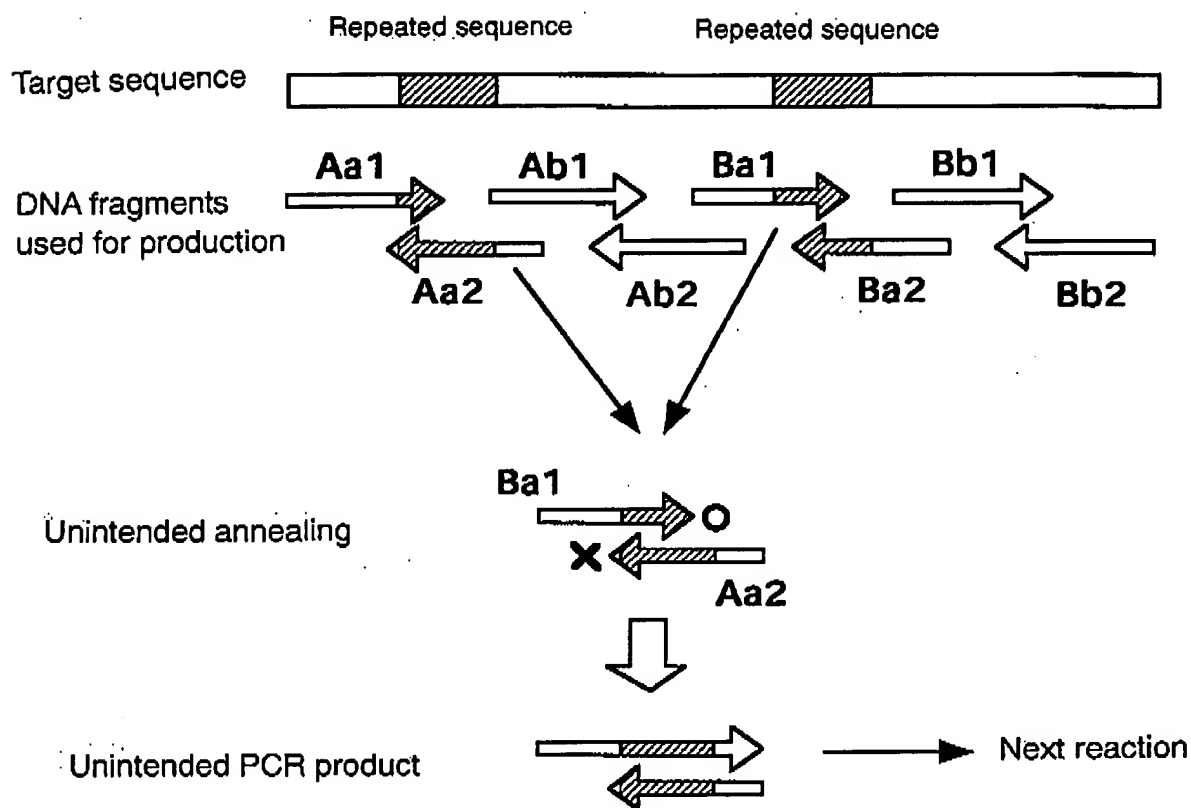 Repeated sequence Repeated sequence
Target sequence
Aa1 Ab1 Ba1 Bb1
DNA fragments
used for production
Aa2 Ab2 Ba2 Bb2
Ba1
Unintended annealing
Aa2
Unintended PCR product
Next reaction